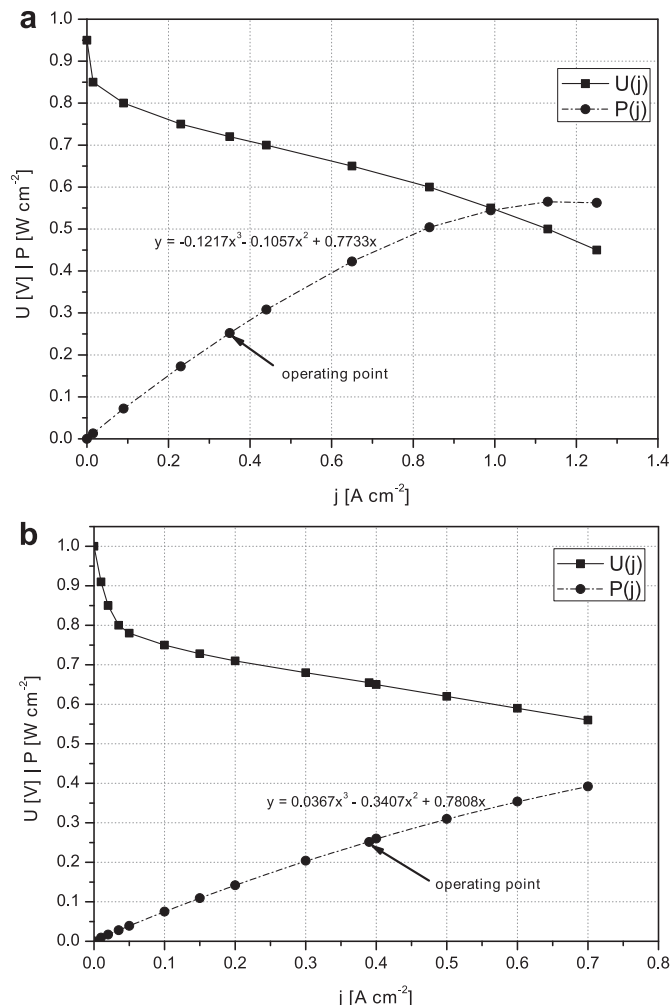 a
1.0
0.9
0.8
0.7
0.6
0.5
0.4
0.3
0.2
0.1
0.0
U [V] | P [W cm⁻²]
U(j)
P(j)
y = -0.1217x³- 0.1057x² + 0.7733x
operating point
0.0 0.2 0.4 0.6 0.8 1.0 1.2 1.4
j [A cm⁻²]
b
1.0
0.9
0.8
0.7
0.6
0.5
0.4
0.3
0.2
0.1
0.0
U [V] | P [W cm⁻²]
U(j)
P(j)
y = 0.0367x³ - 0.3407x² + 0.7808x
operating point
0.0 0.1 0.2 0.3 0.4 0.5 0.6 0.7 0.8
j [A cm⁻²]